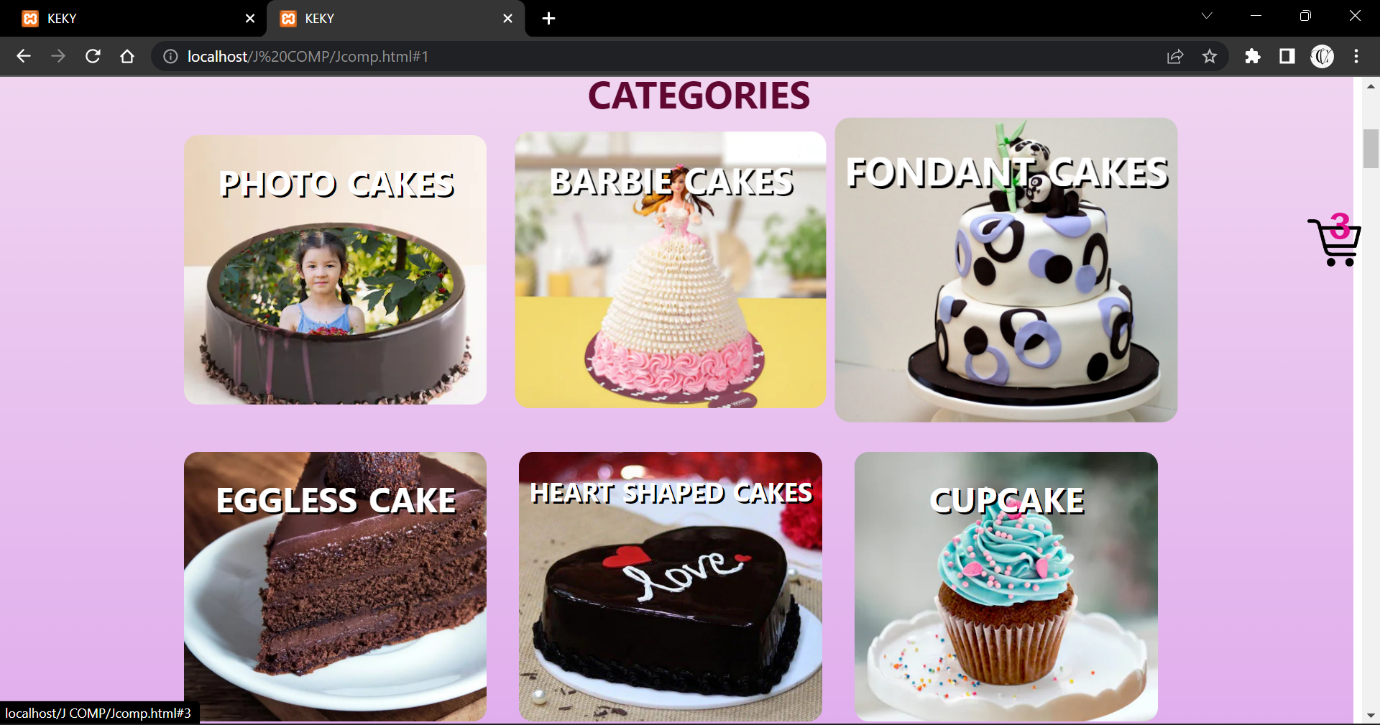 KEKY
KEKY
localhost/J%20COMP/Jcomp.html#1
CATEGORIES
PHOTO CAKES
BARBIE CAKES
FONDANT CAKES
3
EGGLESS CAKE
HEART SHAPED CAKES
CUPCAKE
love
localhost/J COMP/Jcomp.html#3